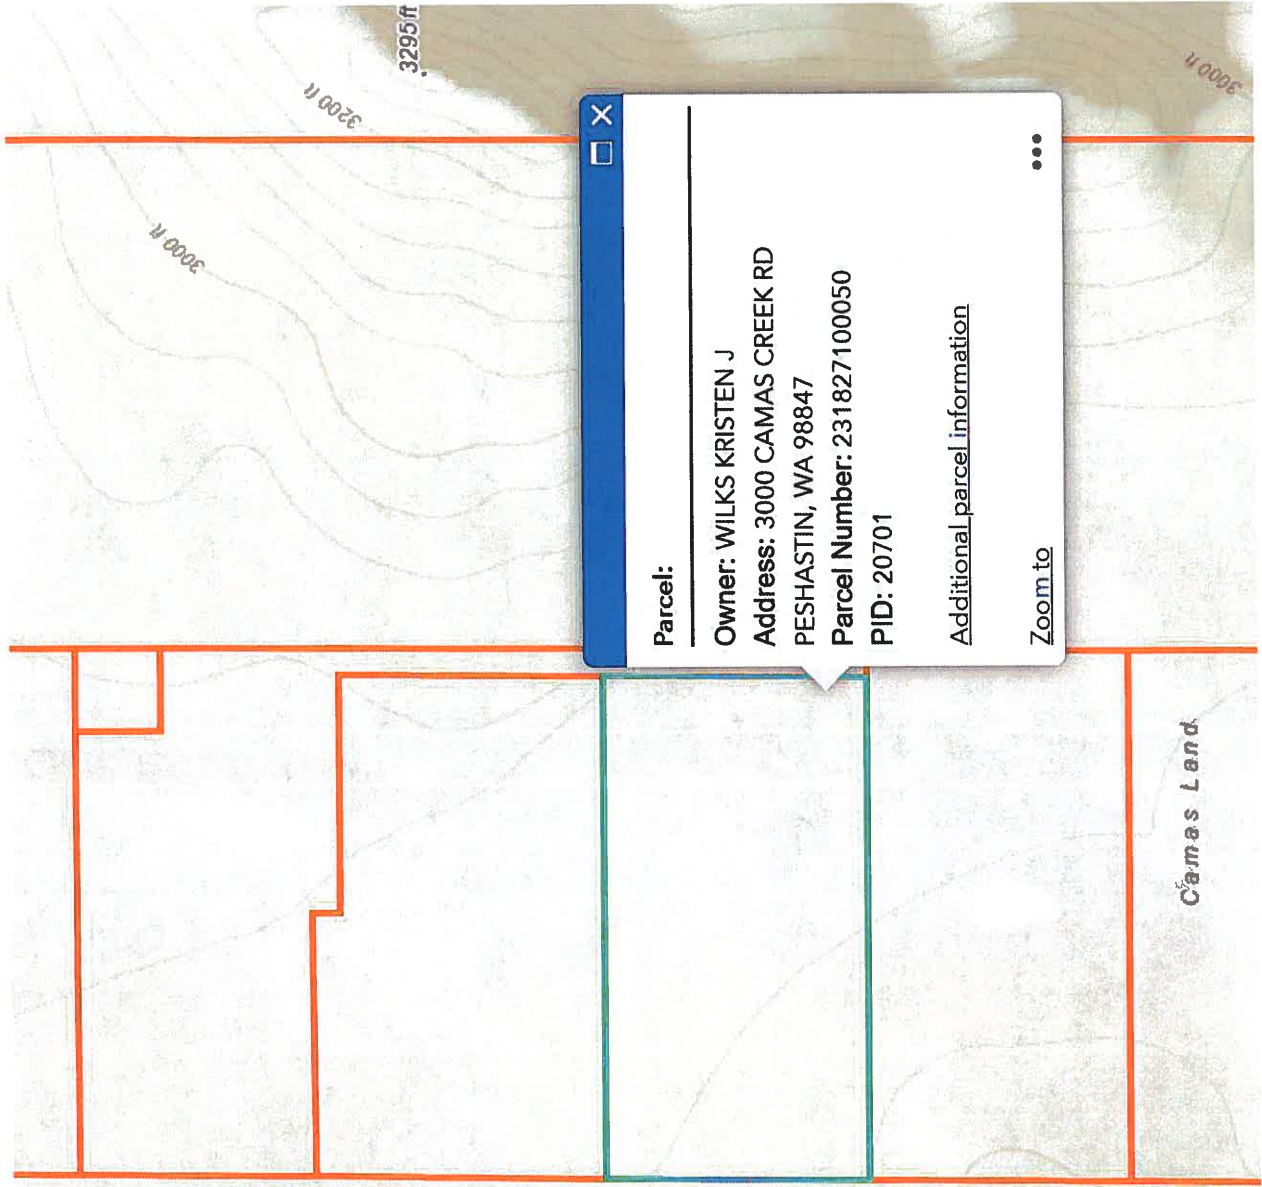 3295 ft
3200 ft
3000 ft
3000 ft
Parcel:
Owner: WILKS KRISTEN J
Address: 3000 CAMAS CREEK RD
PESHASTIN, WA 98847
Parcel Number: 231827100050
PID: 20701
Additional parcel information
Zoom to
•••
Camas Land